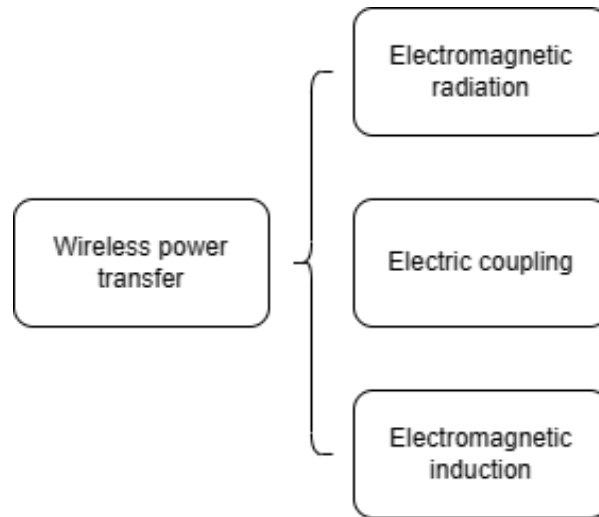 Electromagnetic
radiation
Wireless power
transfer
Electric coupling
Electromagnetic
induction